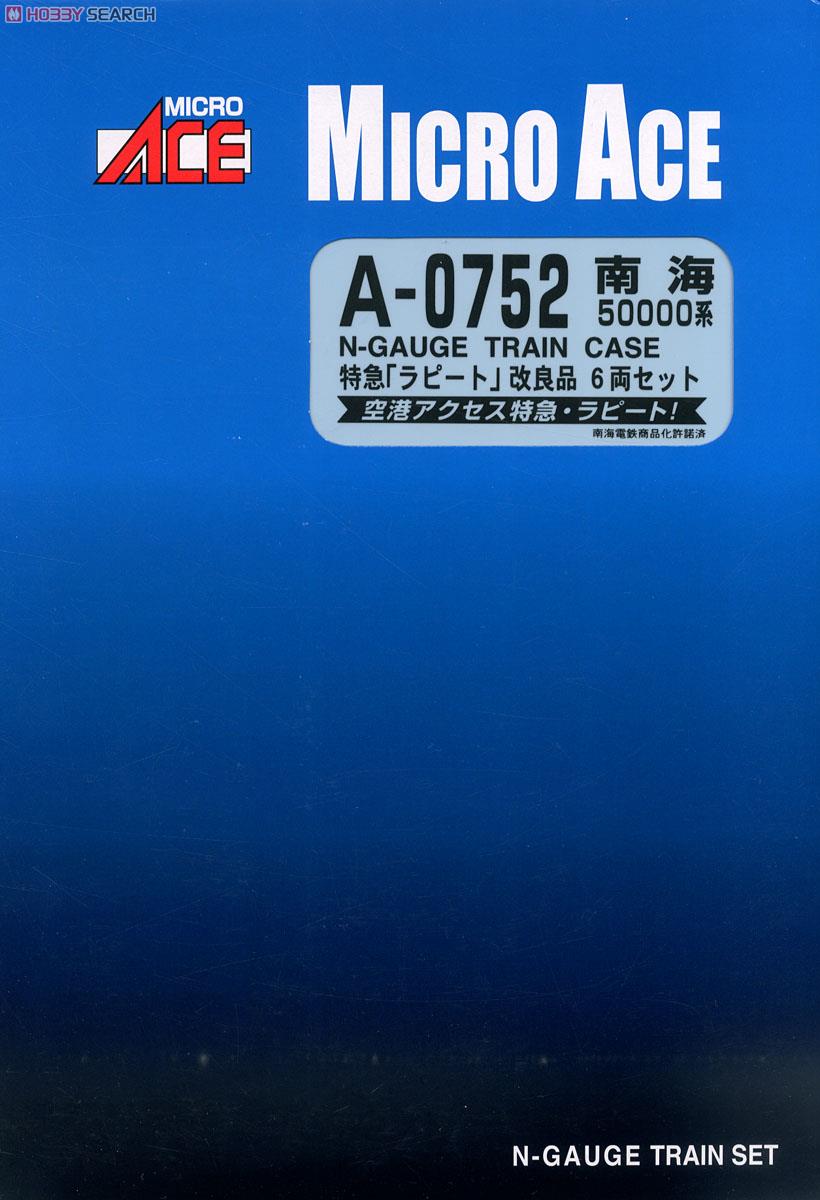 HOBBY SEARCH
MICRO
ACE
MICRO ACE
A-0752 南海
50000系
N-GAUGE TRAIN CASE
特急「ラピート」改良品 6両セット
空港アクセス特急・ラピート!
南海電鉄商品化許諾済
N-GAUGE TRAIN SET